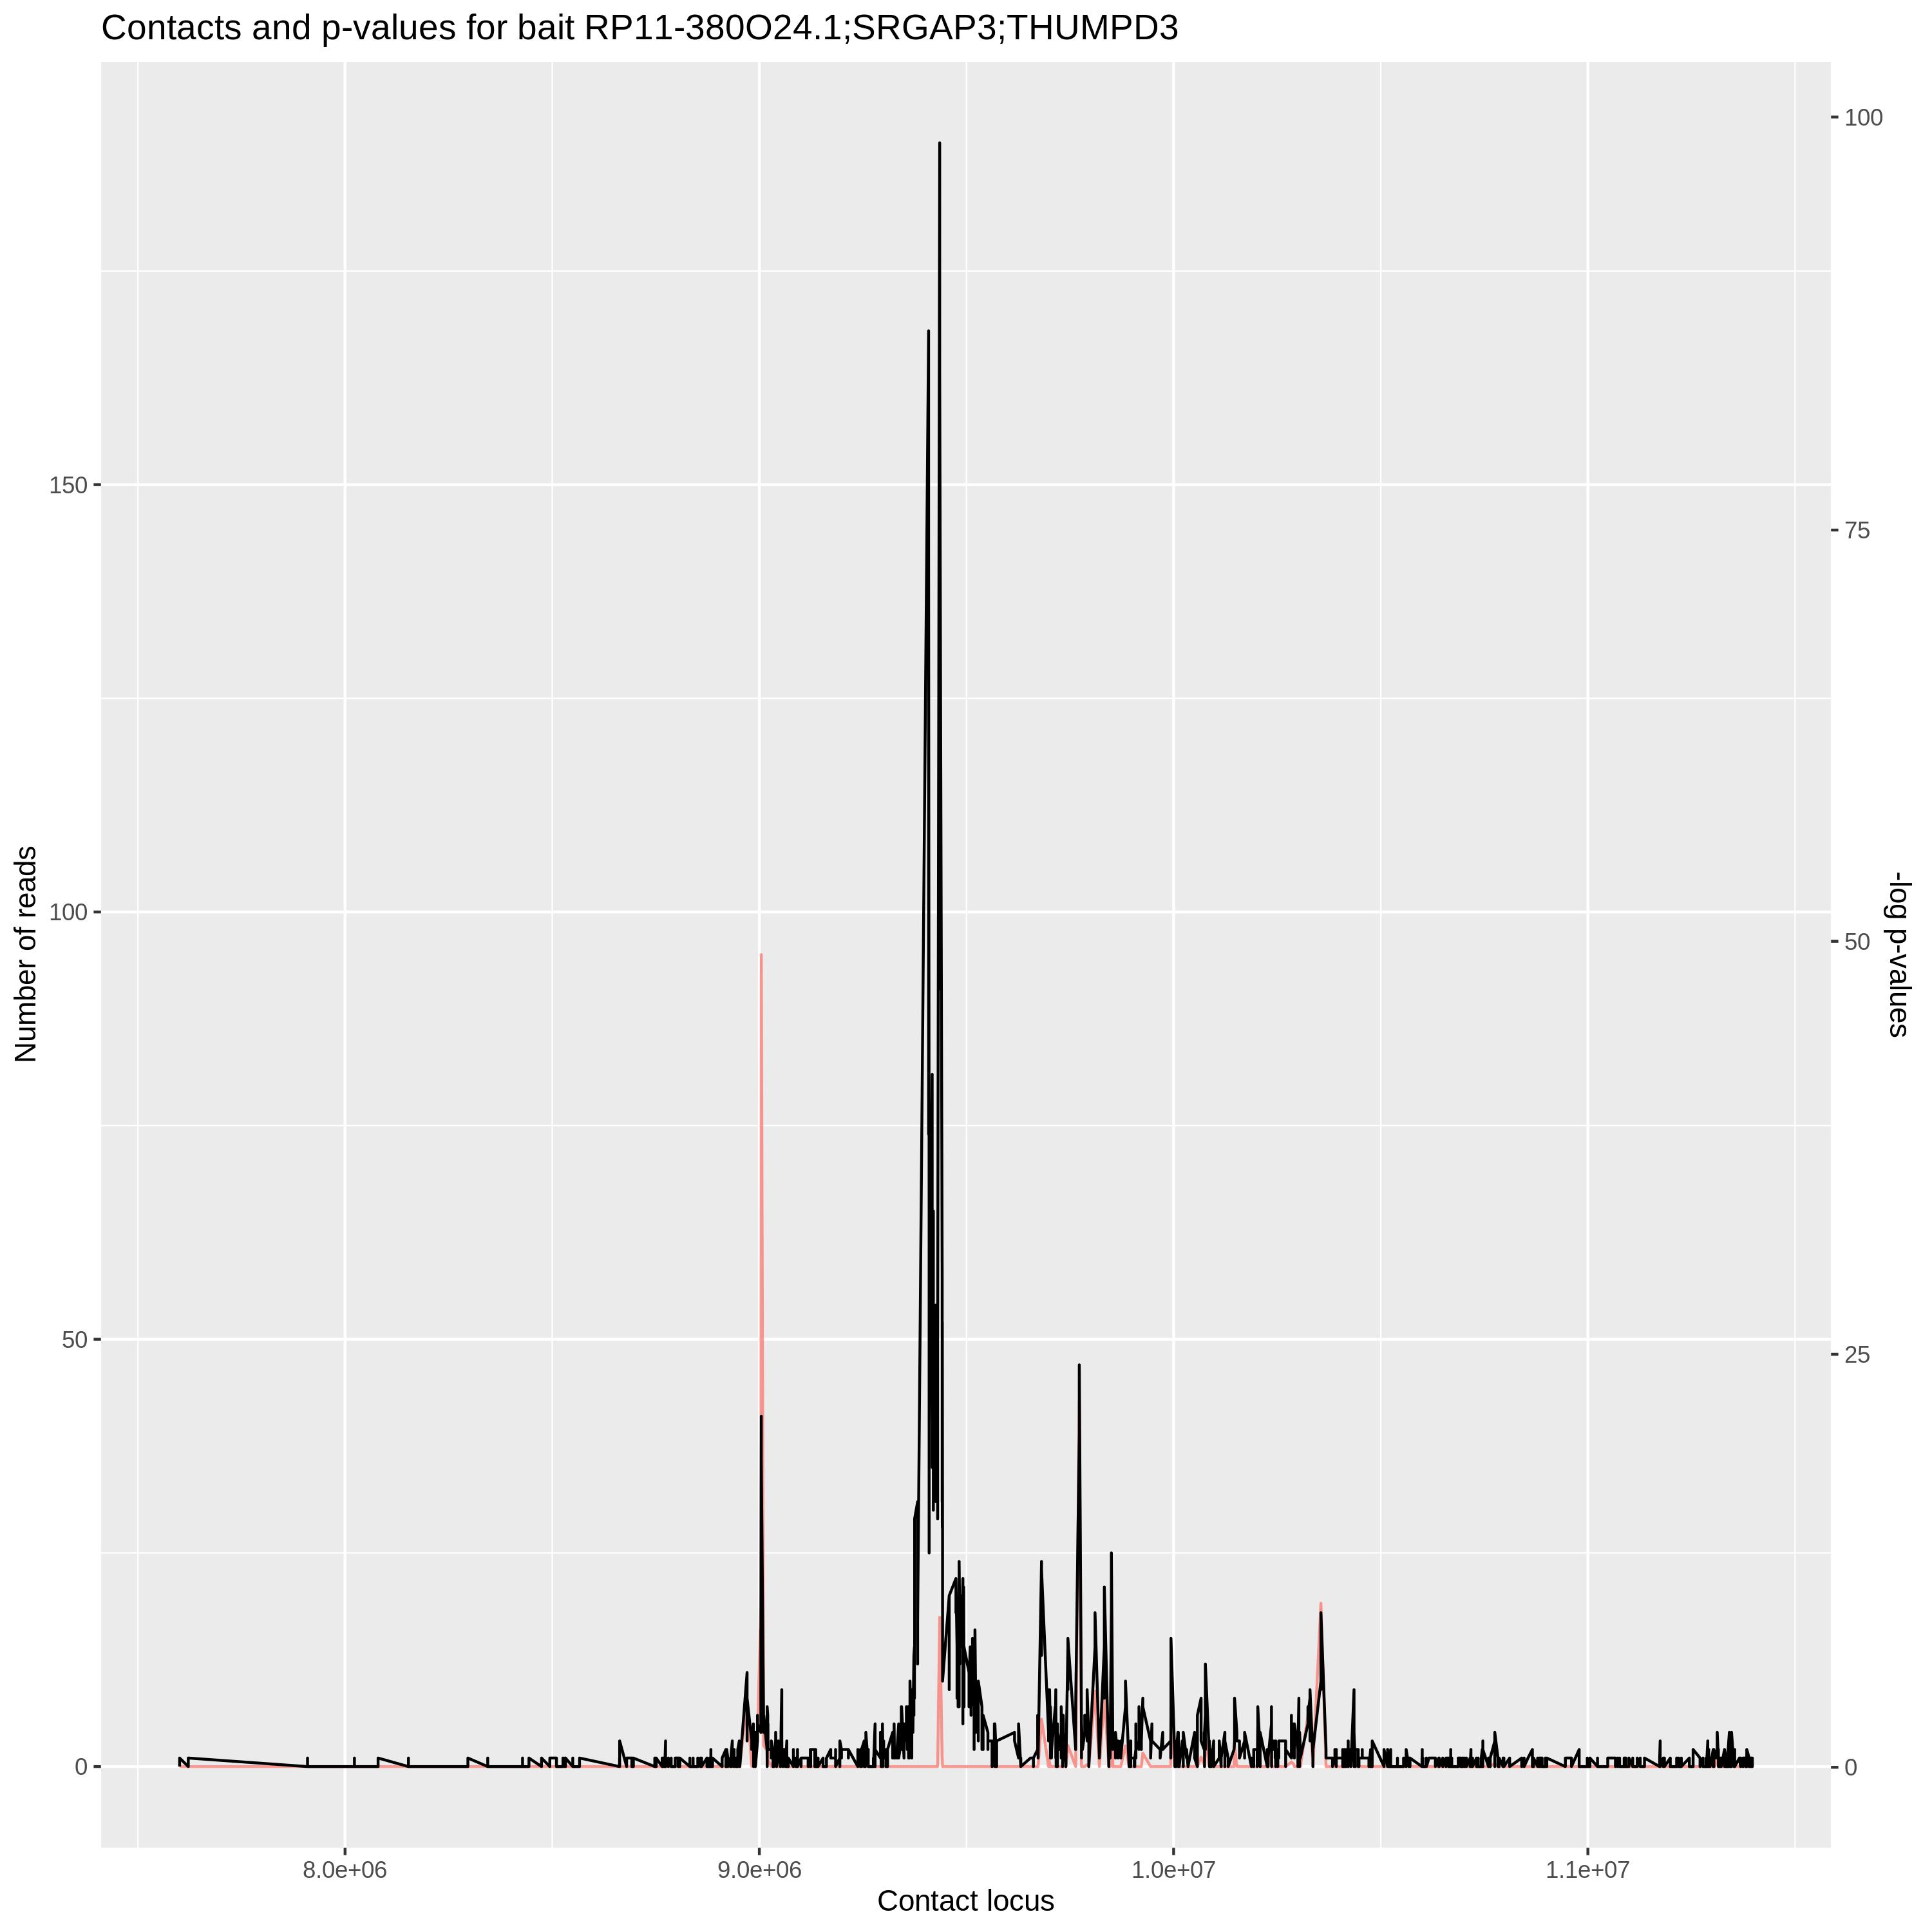 Contacts and p-values for bait RP11-380O24.1;SRGAP3;THUMPD3
100
150
75
Number of reads
100
50
-log p-values
50
25
0
0
8.0e+06
9.0e+06
1.0e+07
1.1e+07
Contact locus